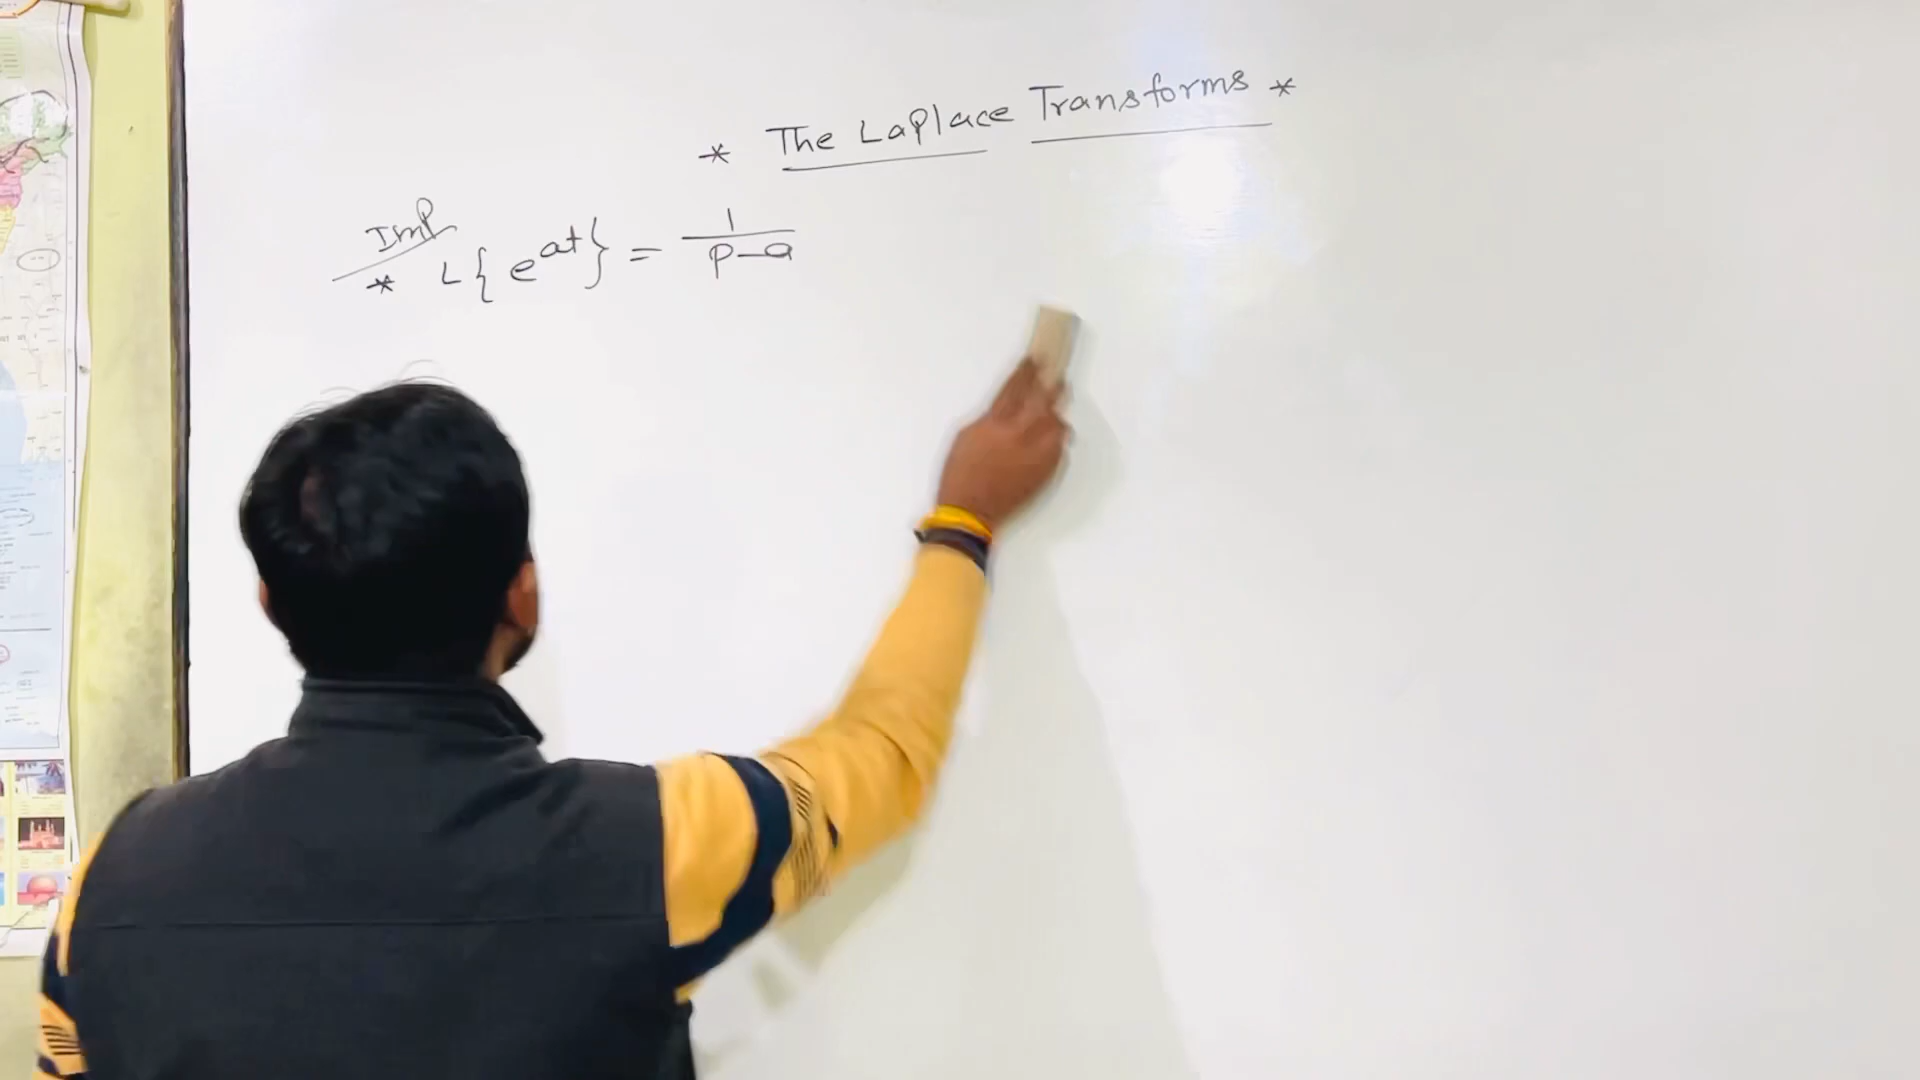 * The Laplace Transforms *
Imp
* L{e^at} = 1/p-a